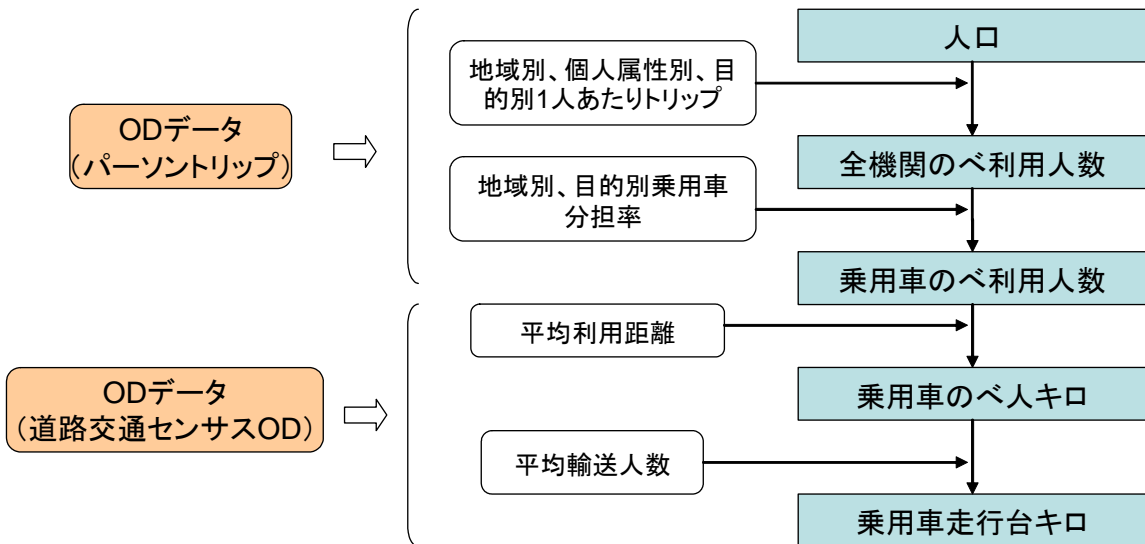 人口
地域別、個人属性別、目
的別1人あたりトリップ
ODデータ
（パーソントリップ）
全機関のべ利用人数
地域別、目的別乗用車
分担率
乗用車のべ利用人数
平均利用距離
ODデータ
（道路交通センサスOD）
乗用車のべ人キロ
平均輸送人数
乗用車走行台キロ